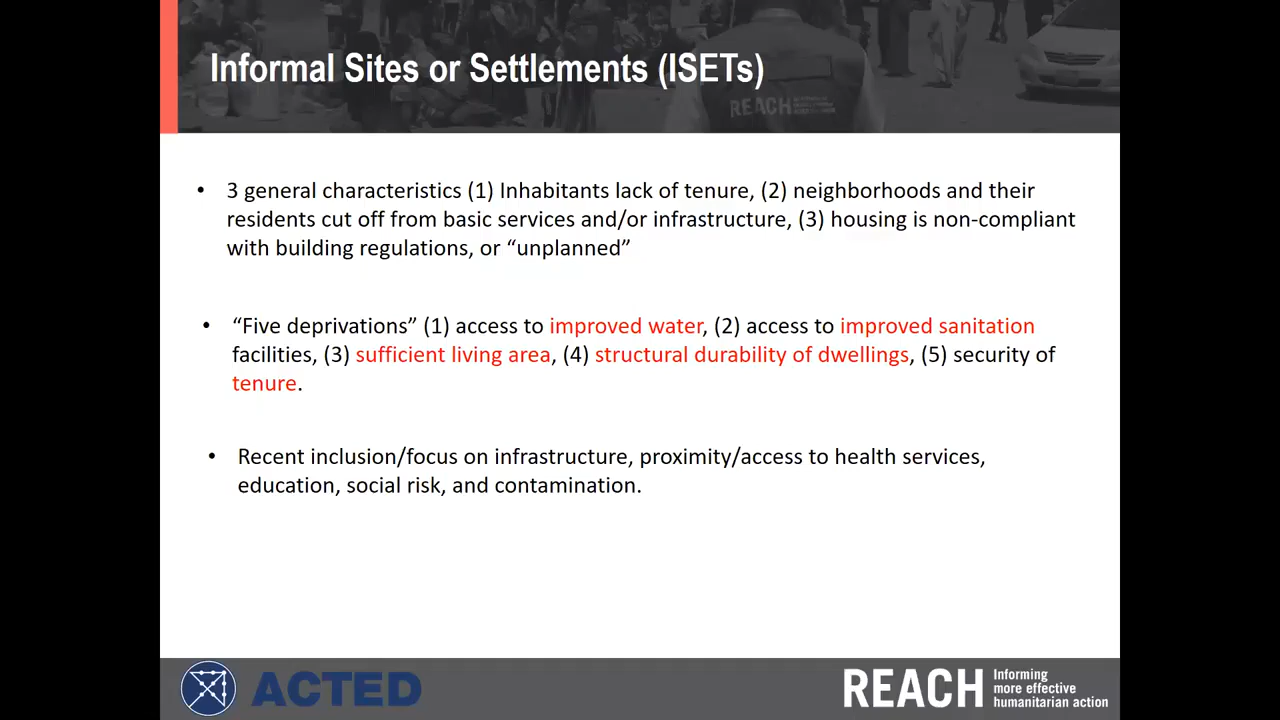 Informal Sites or Settlements (ISETs)
REACH
• 3 general characteristics (1) Inhabitants lack of tenure, (2) neighborhoods and their
residents cut off from basic services and/or infrastructure, (3) housing is non-compliant
with building regulations, or “unplanned”
• “Five deprivations” (1) access to improved water, (2) access to improved sanitation
facilities, (3) sufficient living area, (4) structural durability of dwellings, (5) security of
tenure.
• Recent inclusion/focus on infrastructure, proximity/access to health services,
education, social risk, and contamination.
ACTED
REACH
Informing
more effective
humanitarian action